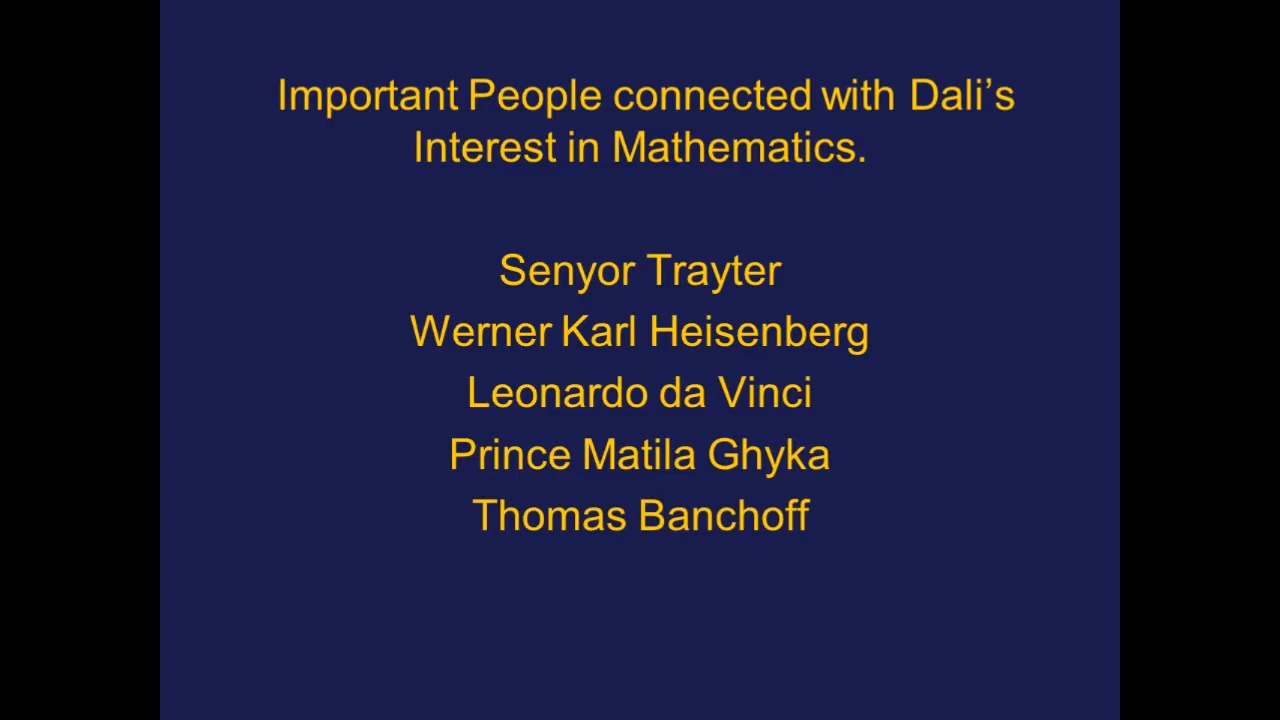 Important People connected with Dali’s
Interest in Mathematics.
Senyor Trayter
Werner Karl Heisenberg
Leonardo da Vinci
Prince Matila Ghyka
Thomas Banchoff